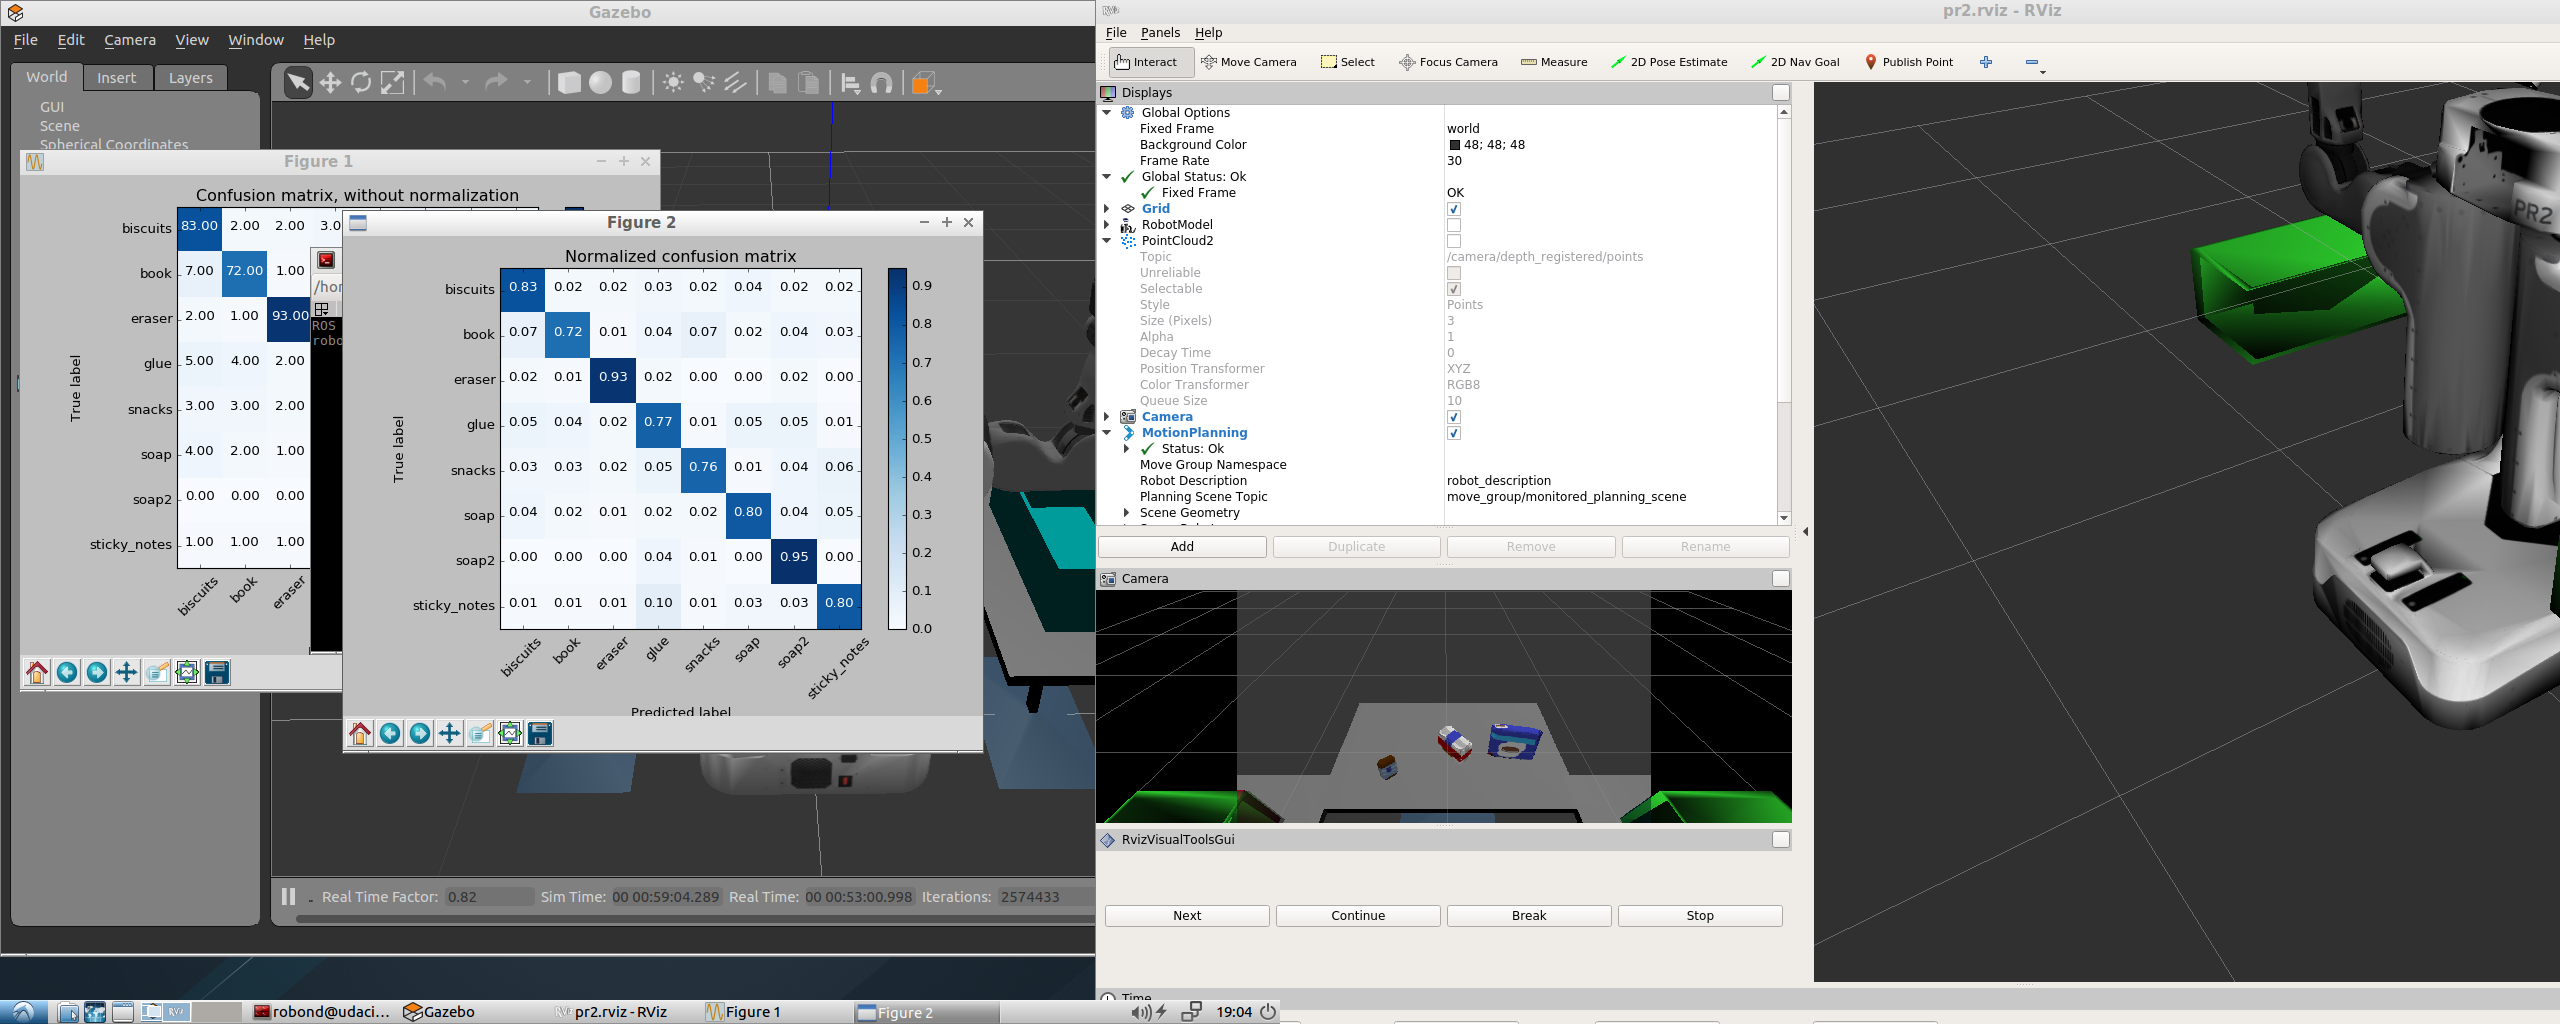 Gazebo
File Edit Camera View Window Help
World Insert Layers
GUI
Scene
Spherical Coordinates
Figure 1
Confusion matrix, without normalization
biscuits 83.00 2.00 2.00 3.0
book 7.00 72.00 1.00
eraser 2.00 1.00 93.00
glue 5.00 4.00 2.00
snacks 3.00 3.00 2.00
soap 4.00 2.00 1.00
soap2 0.00 0.00 0.00
sticky_notes 1.00 1.00 1.00
True label
biscuits book eraser
/hor
ROS
robo
Figure 2
Normalized confusion matrix
biscuits 0.83 0.02 0.02 0.03 0.02 0.04 0.02 0.02
book 0.07 0.72 0.01 0.04 0.07 0.02 0.04 0.03
eraser 0.02 0.01 0.93 0.02 0.00 0.00 0.02 0.00
glue 0.05 0.04 0.02 0.77 0.01 0.05 0.05 0.01
snacks 0.03 0.03 0.02 0.05 0.76 0.01 0.04 0.06
soap 0.04 0.02 0.01 0.02 0.02 0.80 0.04 0.05
soap2 0.00 0.00 0.00 0.04 0.01 0.00 0.95 0.00
sticky_notes 0.01 0.01 0.01 0.10 0.01 0.03 0.03 0.80
True label
biscuits book eraser glue snacks soap soap2 sticky_notes
Predicted label
0.9
0.8
0.7
0.6
0.5
0.4
0.3
0.2
0.1
0.0
Real Time Factor: 0.82 Sim Time: 00 00:59:04.289 Real Time: 00 00:53:00.998 Iterations: 2574433
pr2.rviz - RViz
File Panels Help
Interact Move Camera Select Focus Camera Measure 2D Pose Estimate 2D Nav Goal Publish Point
Displays
Global Options
Fixed Frame world
Background Color 48; 48; 48
Frame Rate 30
Global Status: Ok
Fixed Frame OK
Grid
RobotModel
PointCloud2
Topic /camera/depth_registered/points
Unreliable
Selectable
Style Points
Size (Pixels) 3
Alpha 1
Decay Time 0
Position Transformer XYZ
Color Transformer RGB8
Queue Size 10
Camera
MotionPlanning
Status: Ok
Move Group Namespace
Robot Description robot_description
Planning Scene Topic move_group/monitored_planning_scene
Scene Geometry
Add Duplicate Remove Rename
Camera
RvizVisualToolsGui
Next Continue Break Stop
Time
PR2
robond@udaci... Gazebo RViz pr2.rviz - RViz Figure 1 Figure 2 19:04